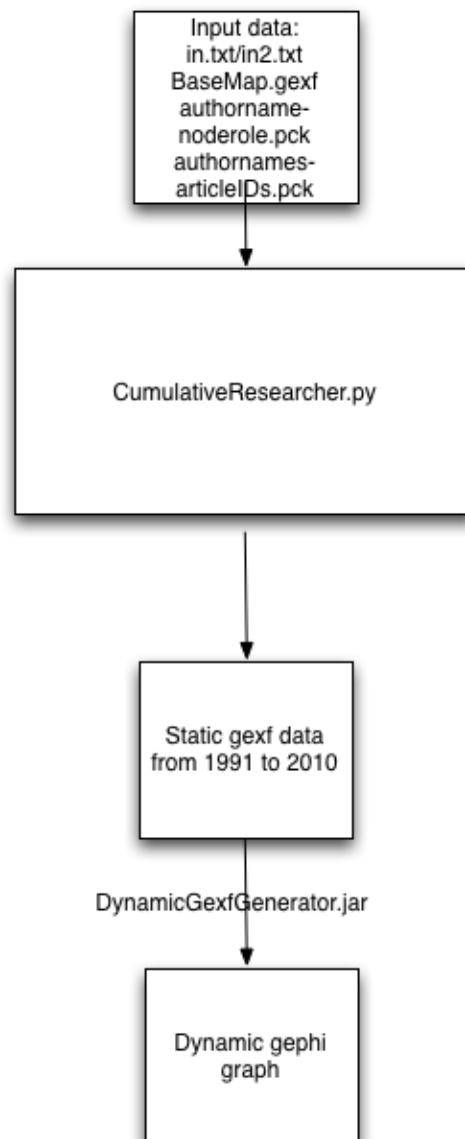 Input data:
in.txt/in2.txt
BaseMap.gexf
authorname-
noderole.pck
authornames-
articleIDs.pck
CumulativeResearcher.py
Static gexf data
from 1991 to 2010
DynamicGexfGenerator.jar
Dynamic gephi
graph